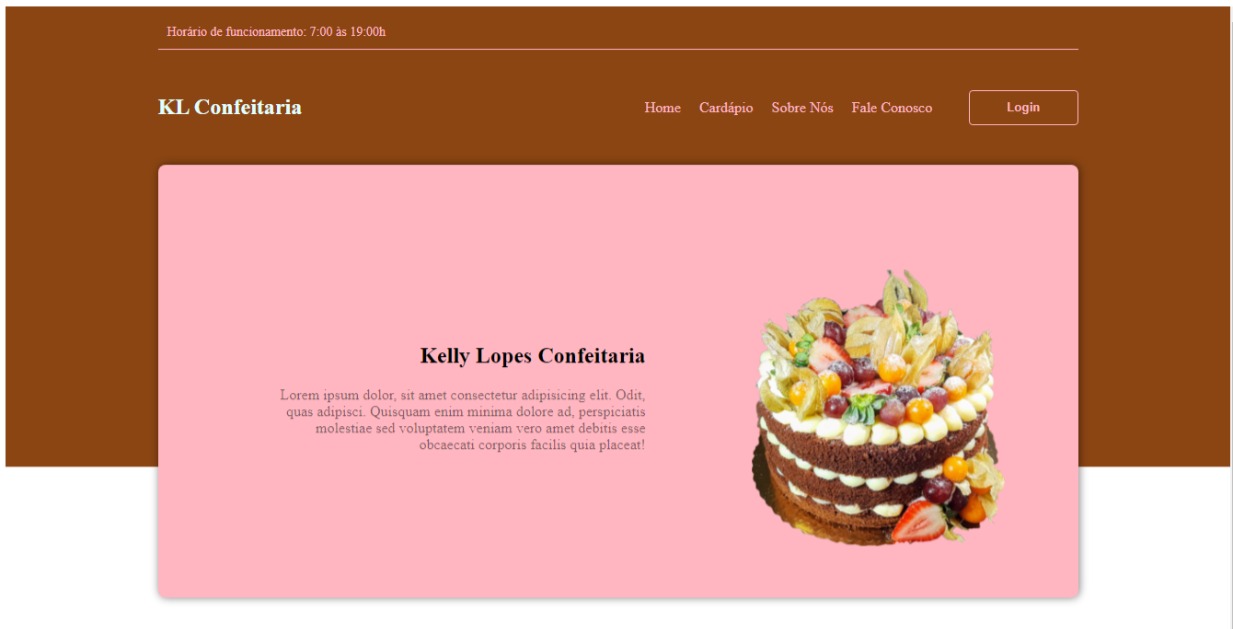 Horário de funcionamento: 7:00 às 19:00h
KL Confeitaria
Home Cardápio Sobre Nós Fale Conosco Login
Kelly Lopes Confeitaria
Lorem ipsum dolor, sit amet consectetur adipisicing elit. Odit,
quas adipisci. Quisquam enim minima dolore ad, perspiciatis
molestiae sed voluptatem veniam vero amet debitis esse
obcaecati corporis facilis quia placeat!